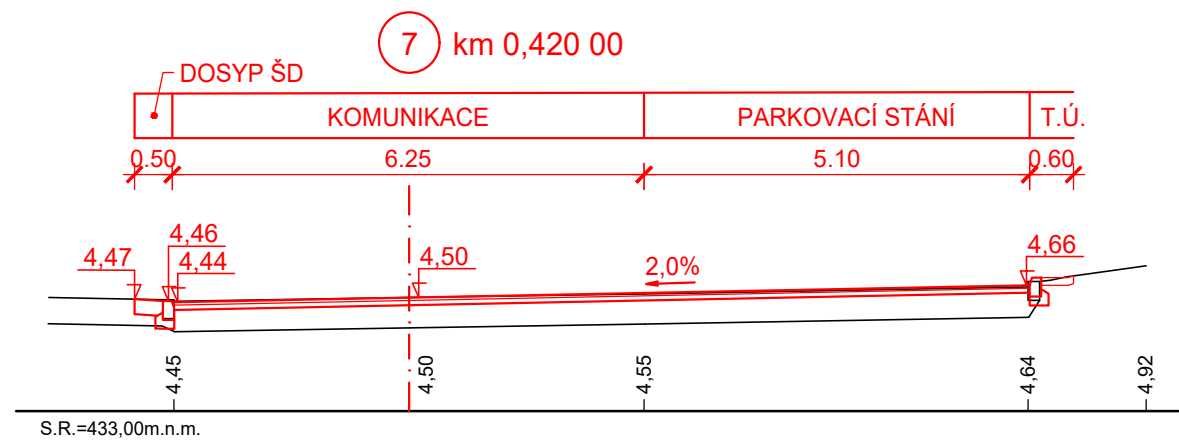 7 km 0,420 00
DOSYP ŠD
KOMUNIKACE PARKOVACÍ STÁNÍ T.Ú.
0.50 6.25 5.10 0.60
4,46
4,47 4,44 4,50 2,0% 4,66
4,45 4,50 4,55 4,64 4,92
S.R.=433,00m.n.m.